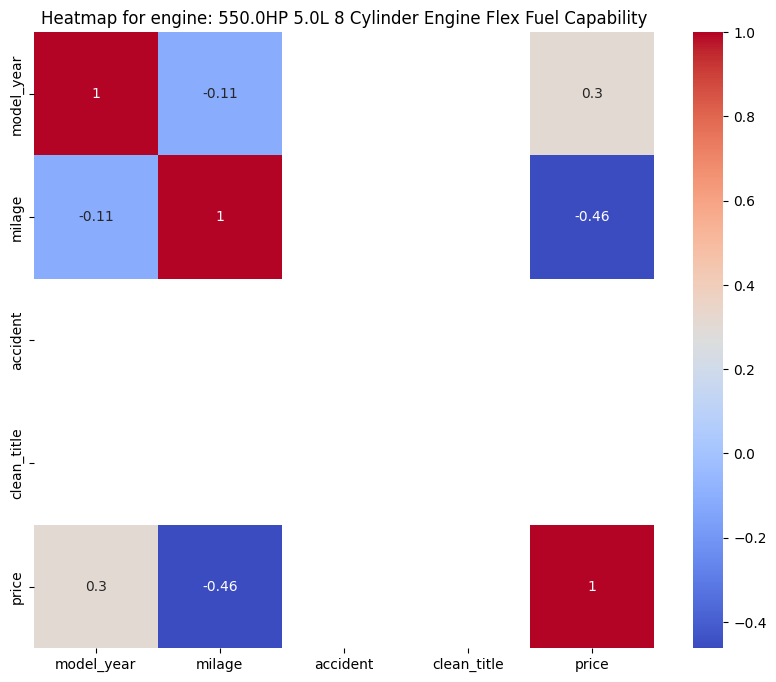 Heatmap for engine: 550.0HP 5.0L 8 Cylinder Engine Flex Fuel Capability
model_year
1
-0.11
0.3
milage
-0.11
1
-0.46
accident
clean_title
price
0.3
-0.46
1
model_year
milage
accident
clean_title
price
1.0
0.8
0.6
0.4
0.2
0.0
−0.2
−0.4